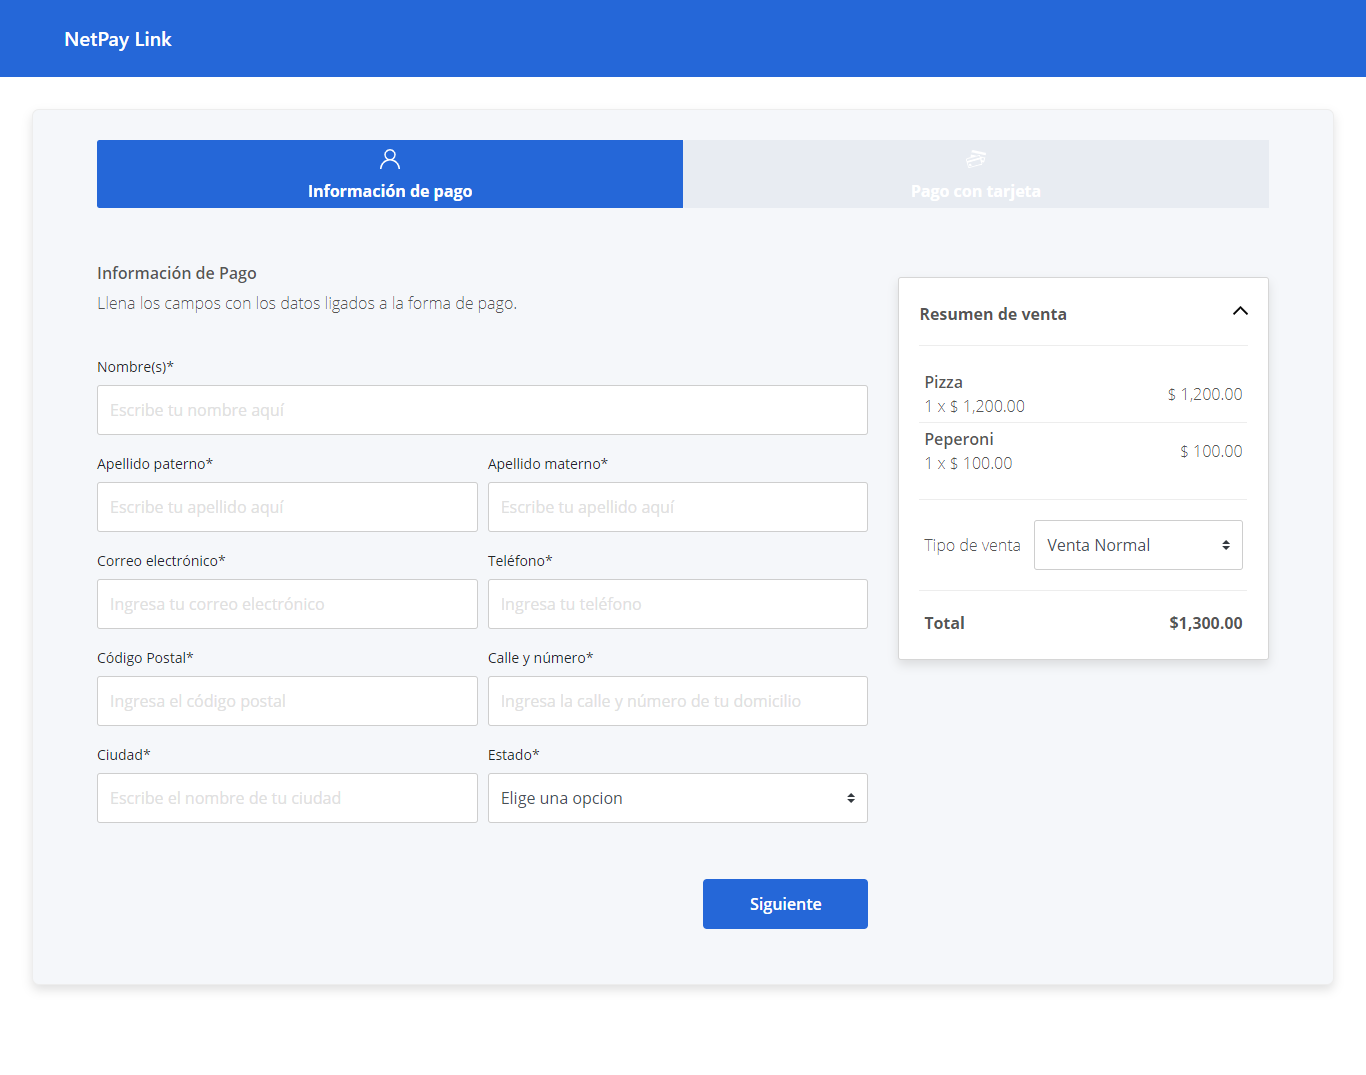 NetPay Link
Información de pago
Pago con tarjeta
Información de Pago
Llena los campos con los datos ligados a la forma de pago.
Nombre(s)*
Escribe tu nombre aquí
Apellido paterno*
Apellido materno*
Escribe tu apellido aquí
Escribe tu apellido aquí
Correo electrónico*
Teléfono*
Ingresa tu correo electrónico
Ingresa tu teléfono
Código Postal*
Calle y número*
Ingresa el código postal
Ingresa la calle y número de tu domicilio
Ciudad*
Estado*
Escribe el nombre de tu ciudad
Elige una opcion
Siguiente
Resumen de venta
Pizza
1 x $ 1,200.00
$ 1,200.00
Peperoni
1 x $ 100.00
$ 100.00
Tipo de venta
Venta Normal
Total
$1,300.00